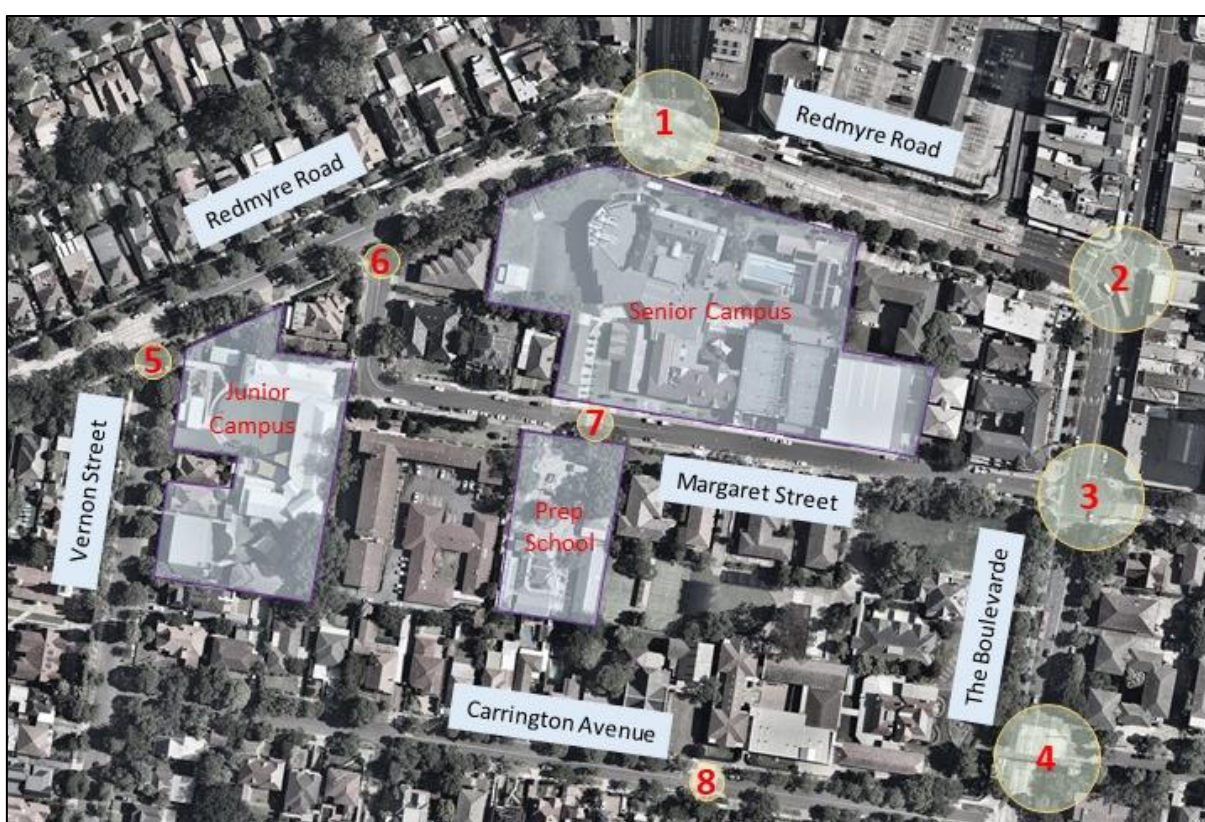 1
Redmyre Road
Redmyre Road
2
6
Senior Campus
5
Junior
Campus
7
Margaret Street
3
Vernon Street
Prep
School
The Boulevarde
Carrington Avenue
4
8